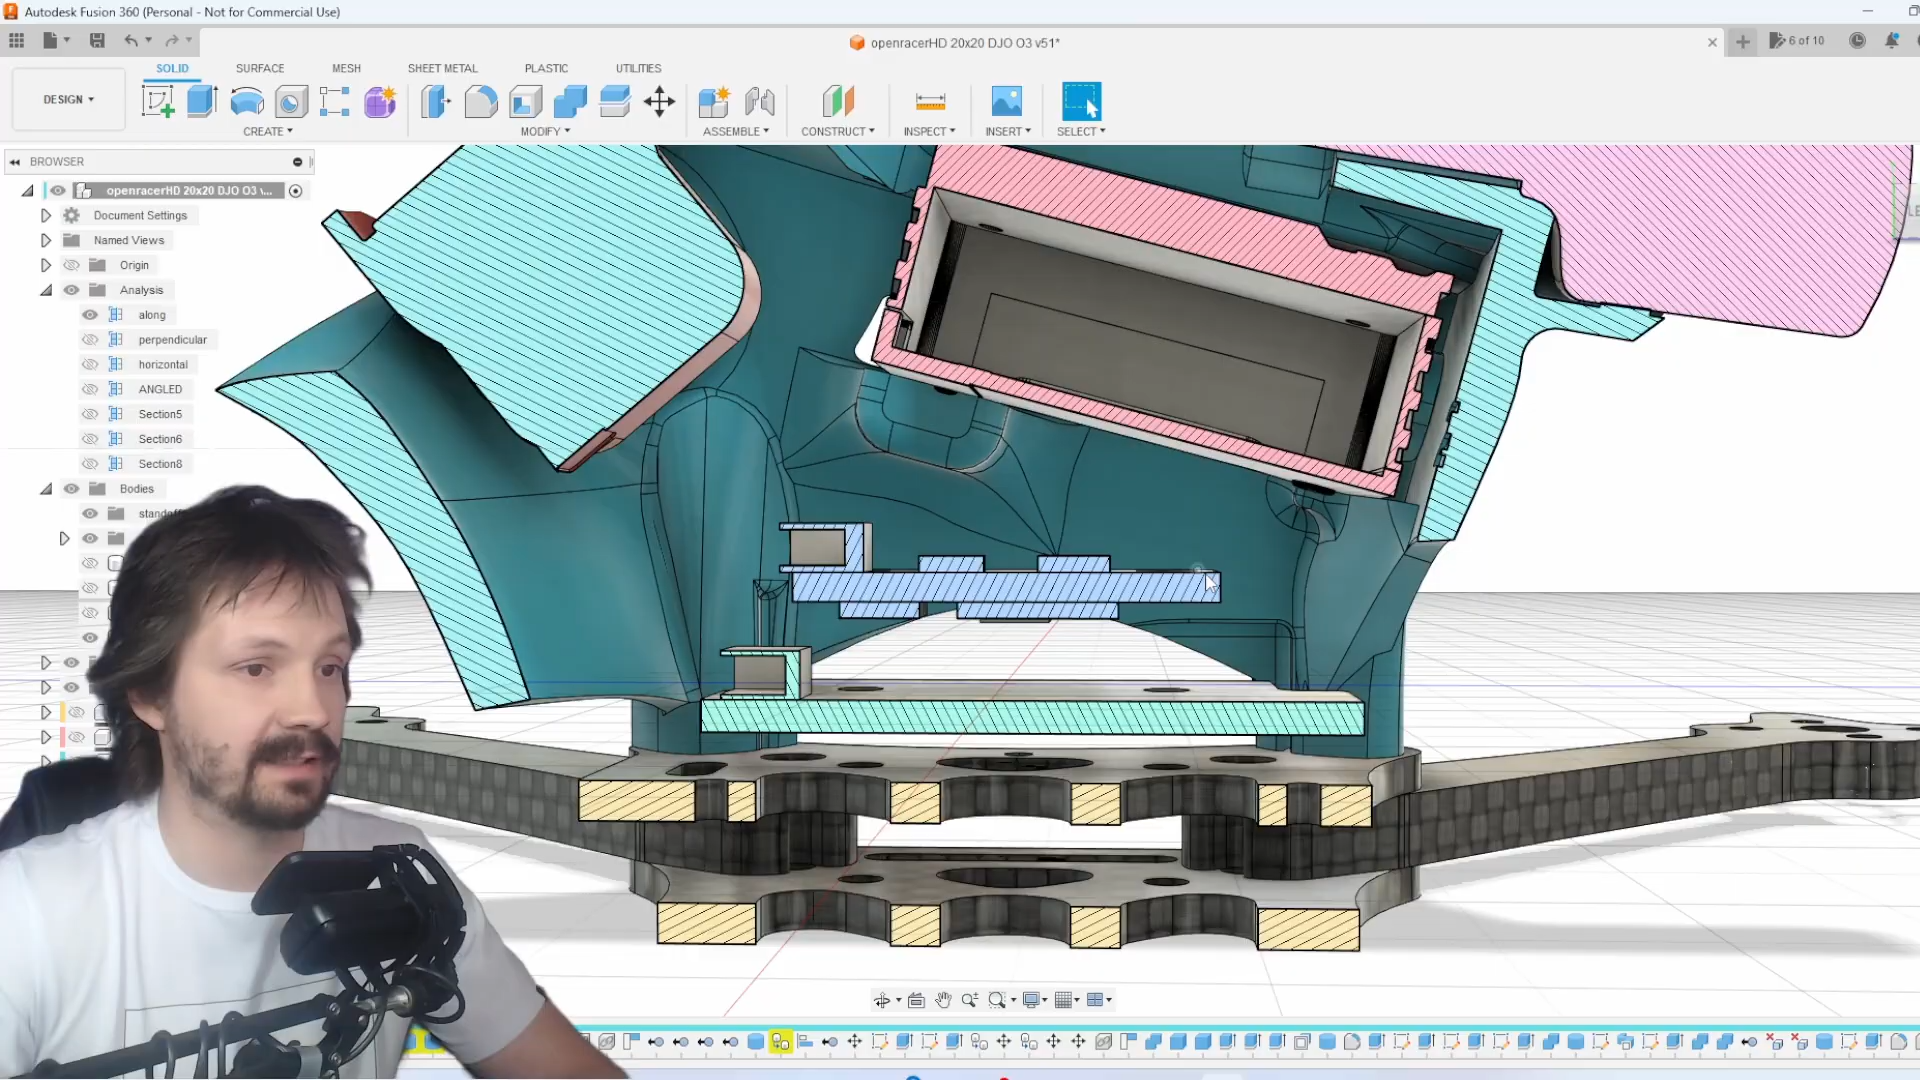 Autodesk Fusion 360 (Personal - Not for Commercial Use)
openracerHD 20x20 DJO O3 v51*
6 of 10
DESIGN
SOLID
SURFACE
MESH
SHEET METAL
PLASTIC
UTILITIES
CREATE
MODIFY
ASSEMBLE
CONSTRUCT
INSPECT
INSERT
SELECT
BROWSER
openracerHD 20x20 DJO O3 v...
Document Settings
Named Views
Origin
Analysis
along
perpendicular
horizontal
ANGLED
Section5
Section6
Section8
Bodies